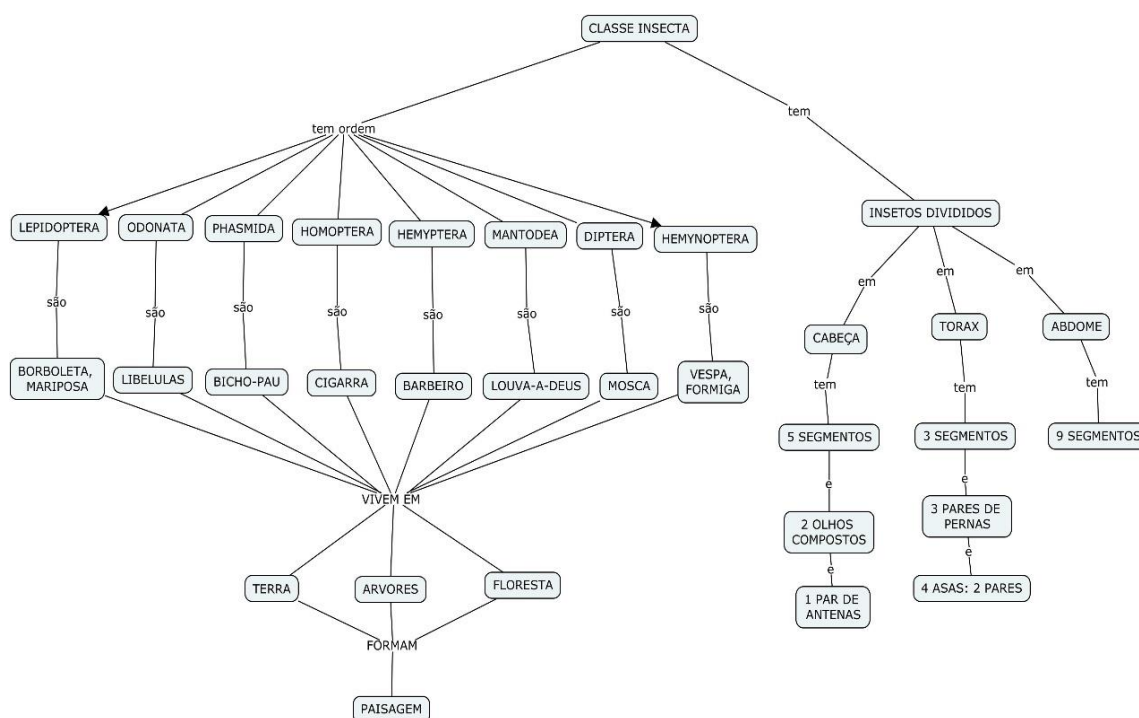 CLASSE INSECTA
tem
tem ordem
LEPIDOPTERA
ODONATA
PHASMIDA
HOMOPTERA
HEMYPTERA
MANTODEA
DIPTERA
HEMYNOPTERA
INSETOS DIVIDIDOS
são
são
são
são
são
são
são
são
em
em
em
BORBOLETA,
MARIPOSA
LIBELULAS
BICHO-PAU
CIGARRA
BARBEIRO
LOUVA-A-DEUS
MOSCA
VESPA,
FORMIGA
CABEÇA
TORAX
ABDOME
tem
tem
tem
5 SEGMENTOS
3 SEGMENTOS
9 SEGMENTOS
e
e
2 OLHOS
COMPOSTOS
3 PARES DE
PERNAS
e
e
1 PAR DE
ANTENAS
4 ASAS: 2 PARES
VIVEM EM
TERRA
ARVORES
FLORESTA
FORMAM
PAISAGEM